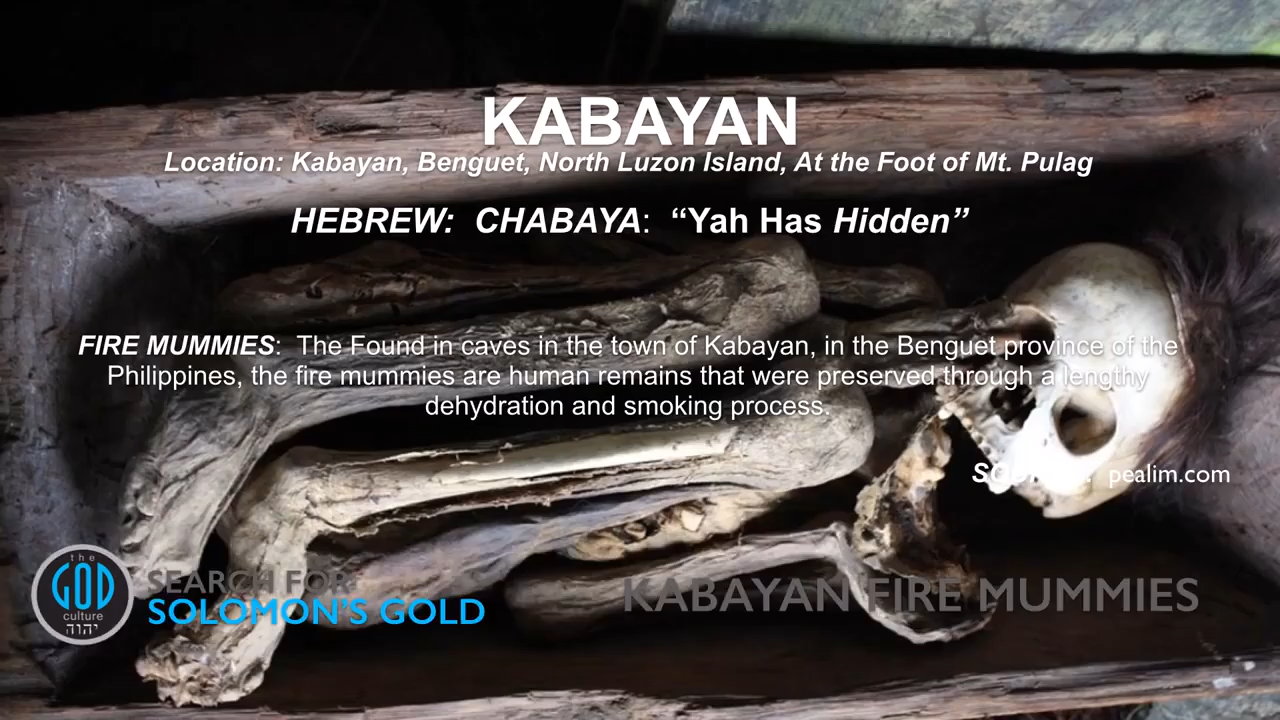 KABAYAN
Location: Kabayan, Benguet, North Luzon Island, At the Foot of Mt. Pulag
HEBREW: CHABAYA: “Yah Has Hidden”
FIRE MUMMIES: The Found in caves in the town of Kabayan, in the Benguet province of the
Philippines, the fire mummies are human remains that were preserved through a lengthy
dehydration and smoking process.
pealim.com
the
GOD
culture
יהוה
SEARCH FOR
SOLOMON'S GOLD
KABAYAN FIRE MUMMIES